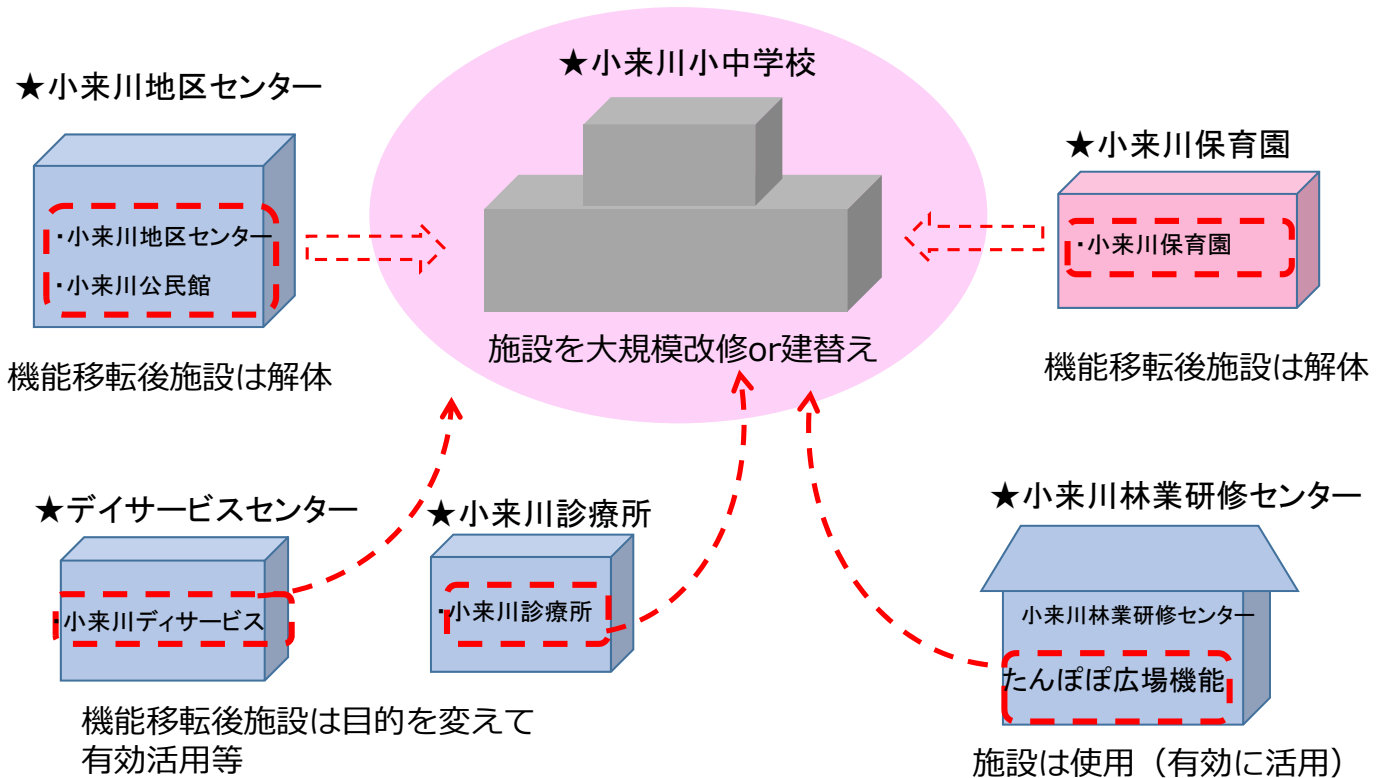 ★小来川小中学校
★小来川地区センター
・小来川地区センター
・小来川公民館
機能移転後施設は解体
施設を大規模改修or建替え
★小来川保育園
・小来川保育園
機能移転後施設は解体
★デイサービスセンター
・小来川ディサービス
★小来川診療所
・小来川診療所
機能移転後施設は目的を変えて
有効活用等
★小来川林業研修センター
小来川林業研修センター
たんぽぽ広場機能
施設は使用（有効に活用）